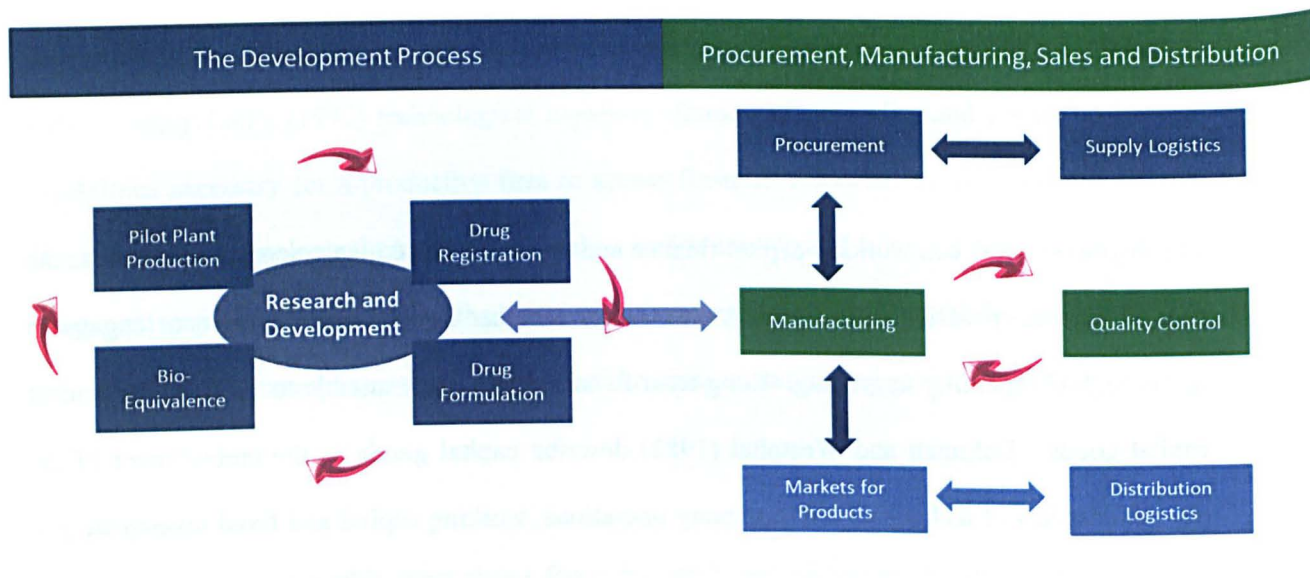 The Development Process
Procurement, Manufacturing, Sales and Distribution
Procurement
Supply Logistics
Pilot Plant
Production
Drug
Registration
Research and
Development
Manufacturing
Quality Control
Bio-
Equivalence
Drug
Formulation
Markets for
Products
Distribution
Logistics